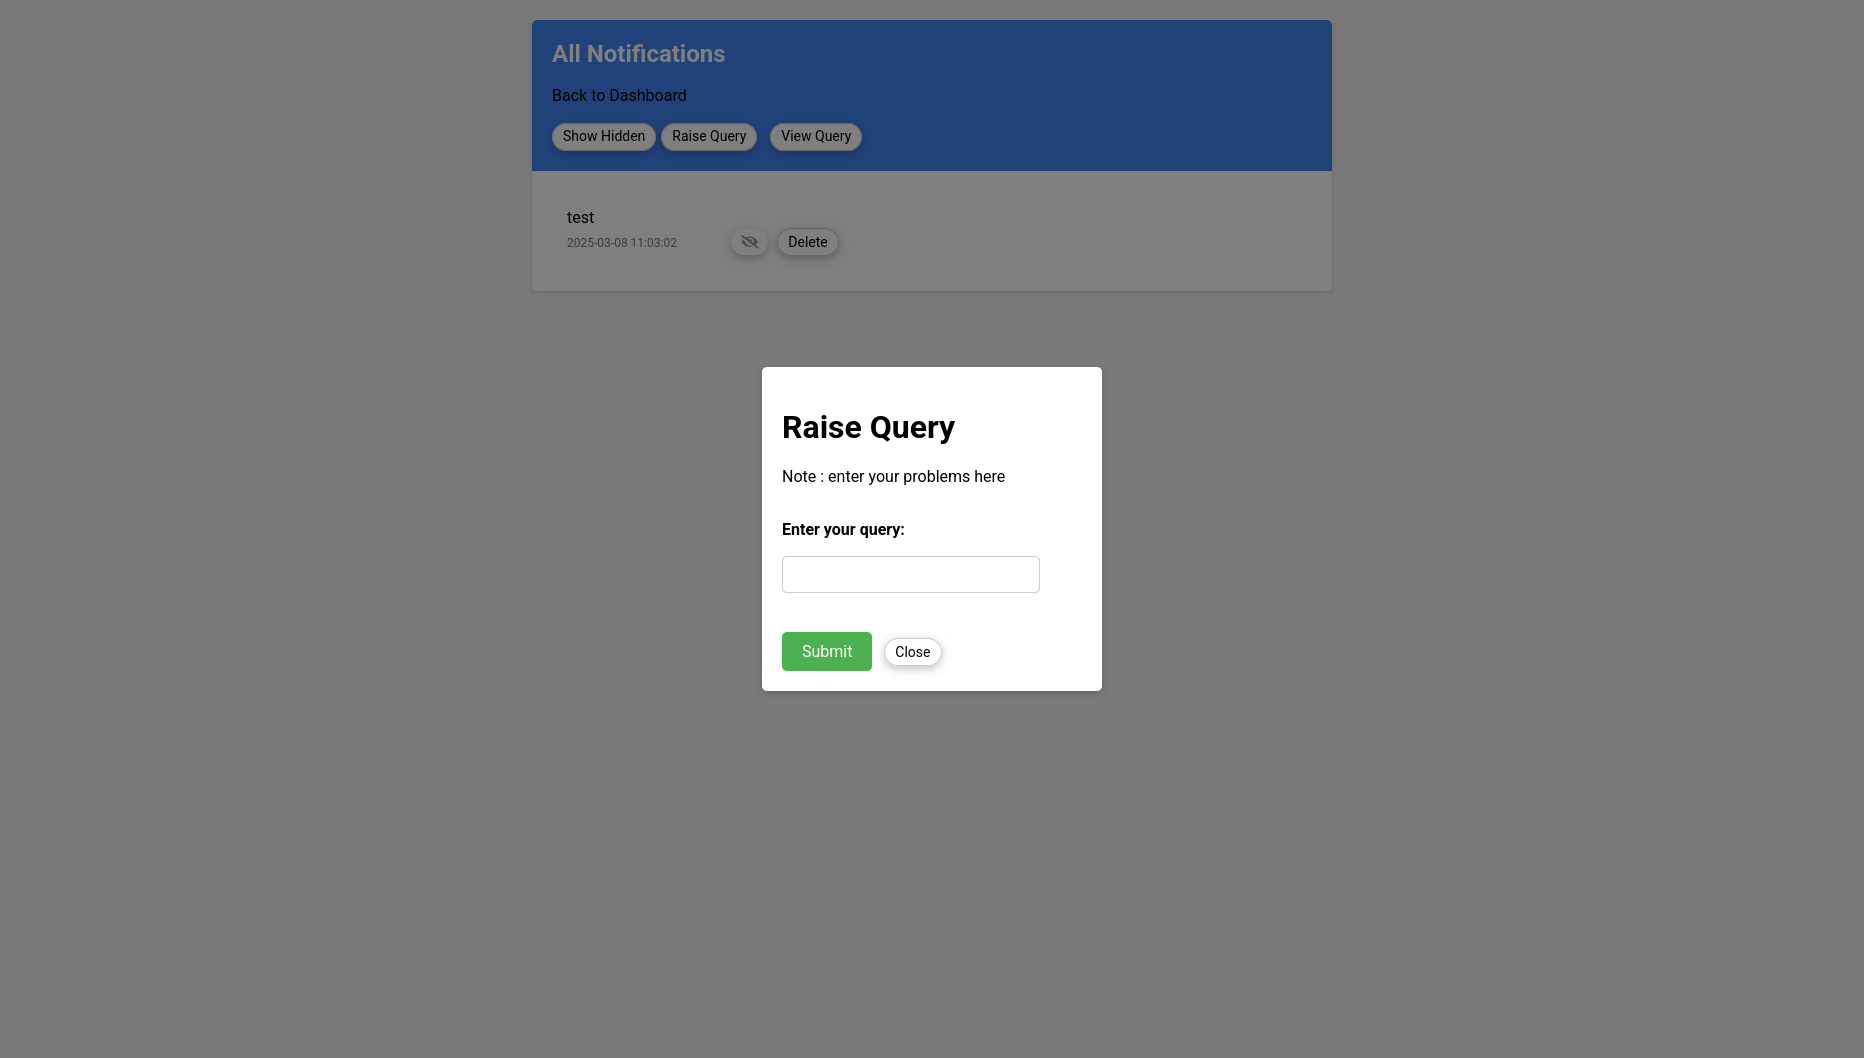 All Notifications
Back to Dashboard
Show Hidden Raise Query View Query
test
2025-03-08 11:03:02 Delete
Raise Query
Note : enter your problems here
Enter your query:
Submit Close